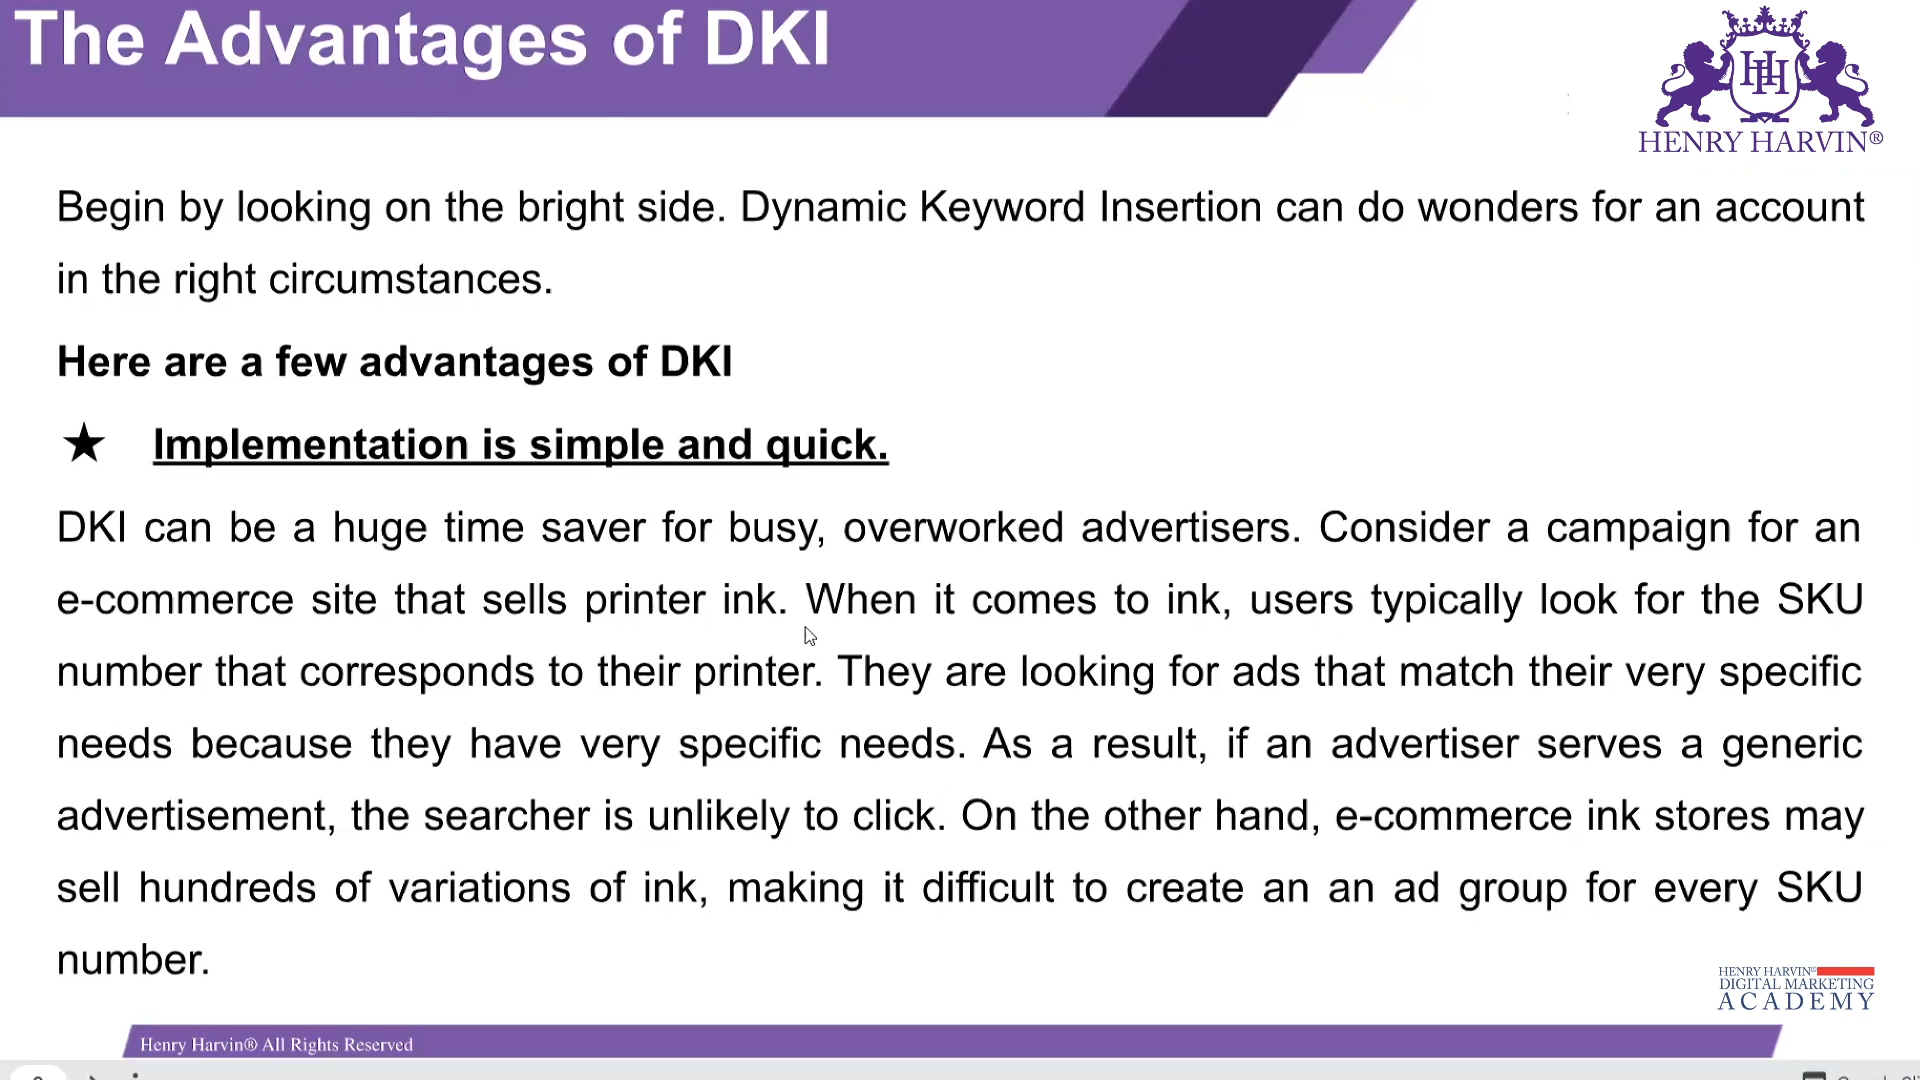 The Advantages of DKI
HH
HENRY HARVIN®
Begin by looking on the bright side. Dynamic Keyword Insertion can do wonders for an account
in the right circumstances.
Here are a few advantages of DKI
★ Implementation is simple and quick.
DKI can be a huge time saver for busy, overworked advertisers. Consider a campaign for an
e-commerce site that sells printer ink. When it comes to ink, users typically look for the SKU
number that corresponds to their printer. They are looking for ads that match their very specific
needs because they have very specific needs. As a result, if an advertiser serves a generic
advertisement, the searcher is unlikely to click. On the other hand, e-commerce ink stores may
sell hundreds of variations of ink, making it difficult to create an an ad group for every SKU
number.
HENRY HARVIN®
DIGITAL MARKETING
ACADEMY
Henry Harvin® All Rights Reserved